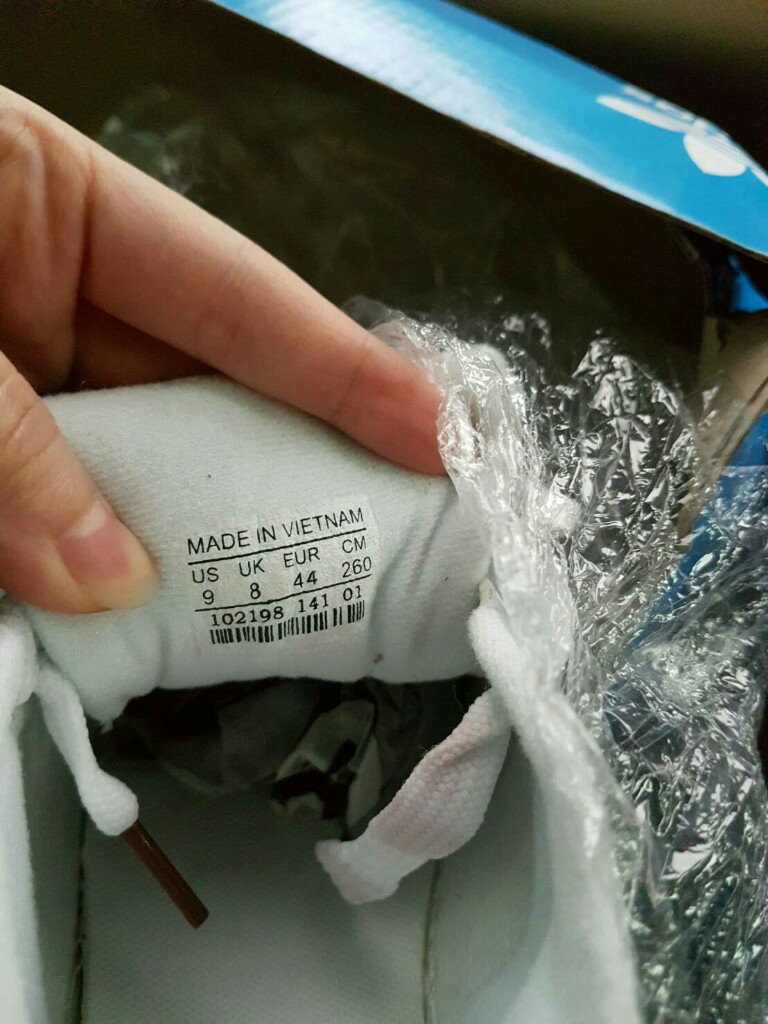 MADE IN VIETNAM
US UK EUR CM
9 8 44 260
102198 141 01